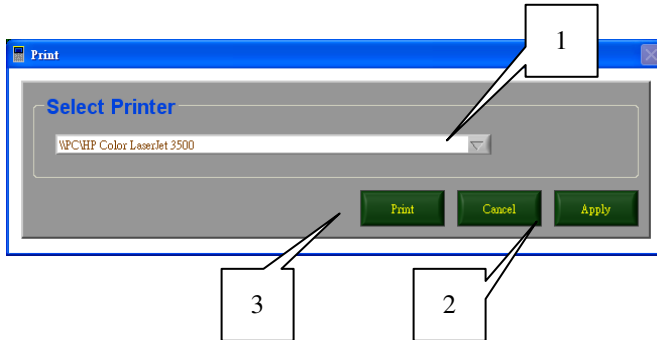 1
Print
Select Printer
\\PC\HP Color LaserJet 3500
Print Cancel Apply
3 2